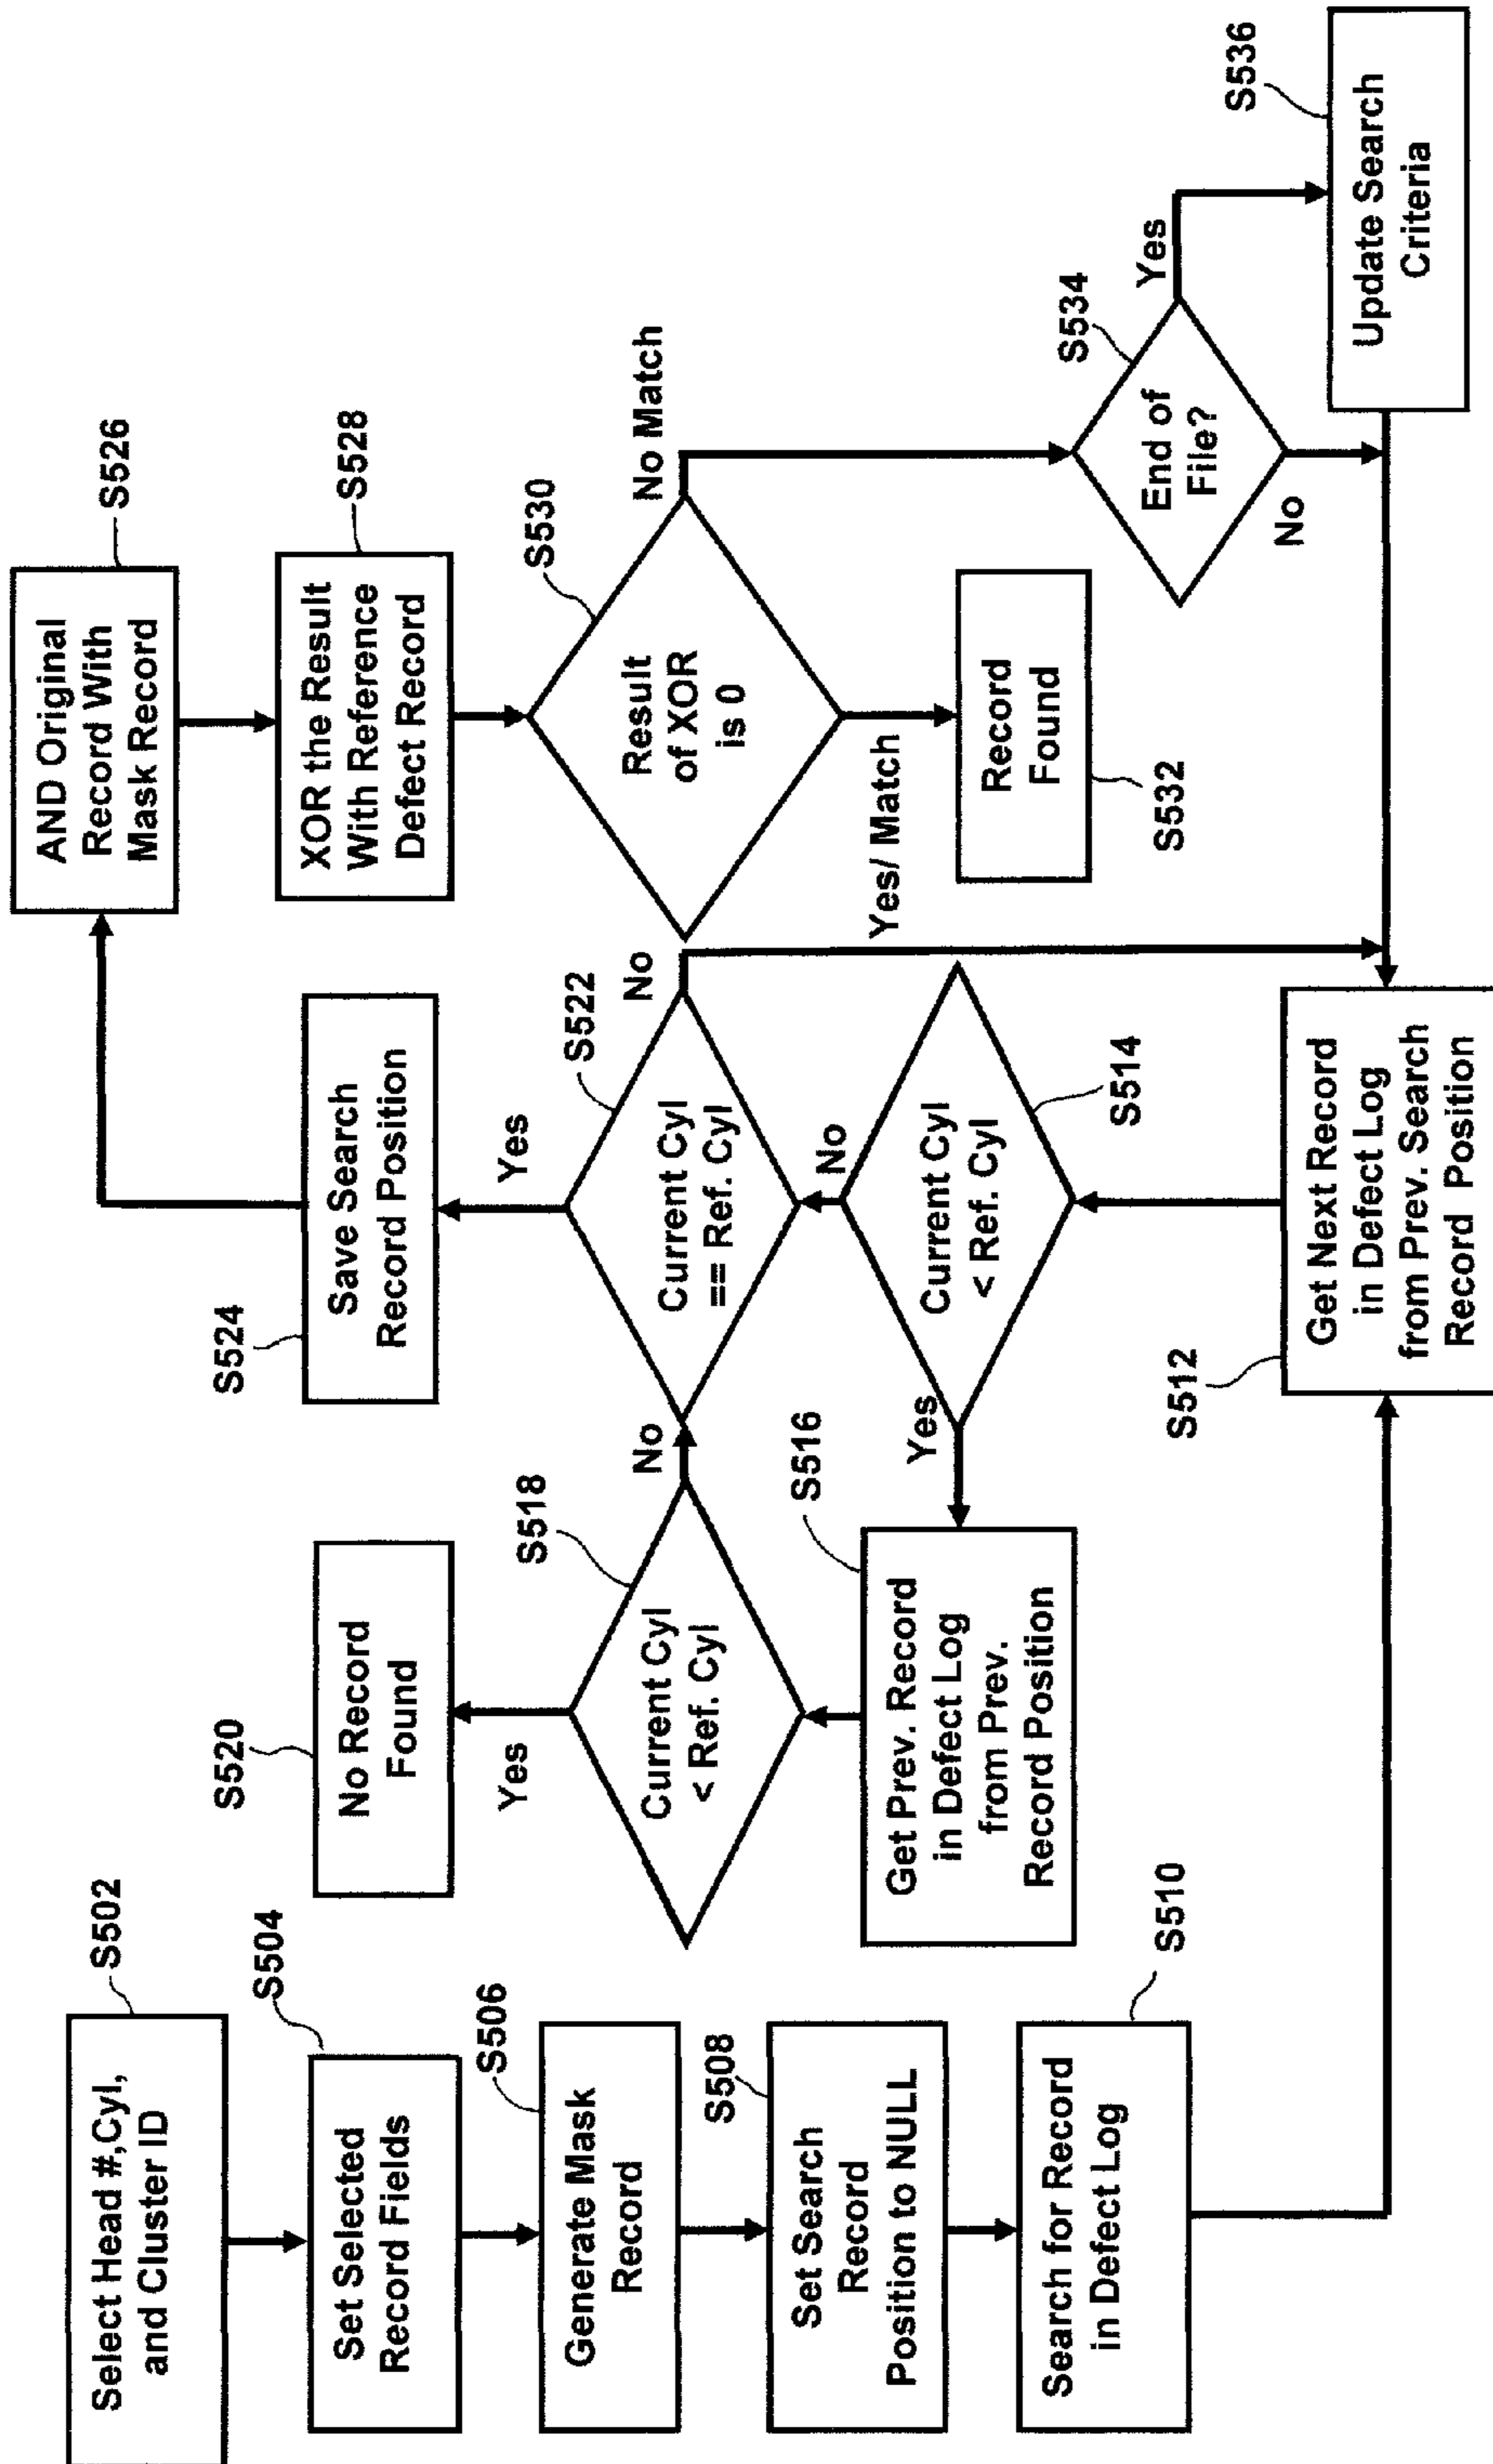 Select Head #,Cyl,
and Cluster ID
S502
Set Selected
Record Fields
S504
Generate Mask
Record
S506
Set Search
Record
Position to NULL
S508
Search for Record
in Defect Log
S510
Get Next Record
in Defect Log
from Prev. Search
Record Position
S512
Current Cyl
< Ref. Cyl
S514
Yes
No
Get Prev. Record
in Defect Log
from Prev.
Record Position
S516
Current Cyl
< Ref. Cyl
S518
Yes
No
No Record
Found
S520
Current Cyl
== Ref. Cyl
S522
Yes
No
Save Search
Record Position
S524
AND Original
Record With
Mask Record
S526
XOR the Result
With Reference
Defect Record
S528
Result
of XOR
is 0
S530
Yes/ Match
No Match
Record
Found
S532
End of
File?
S534
Yes
No
Update Search
Criteria
S536